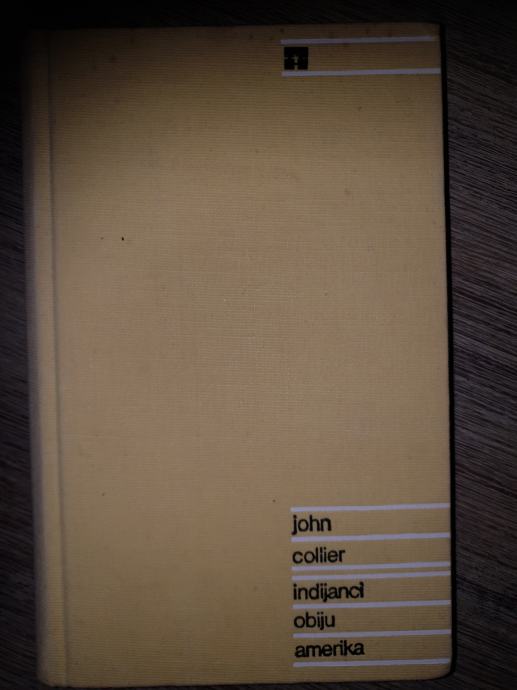 john
collier
indijanci
obiju
amerika